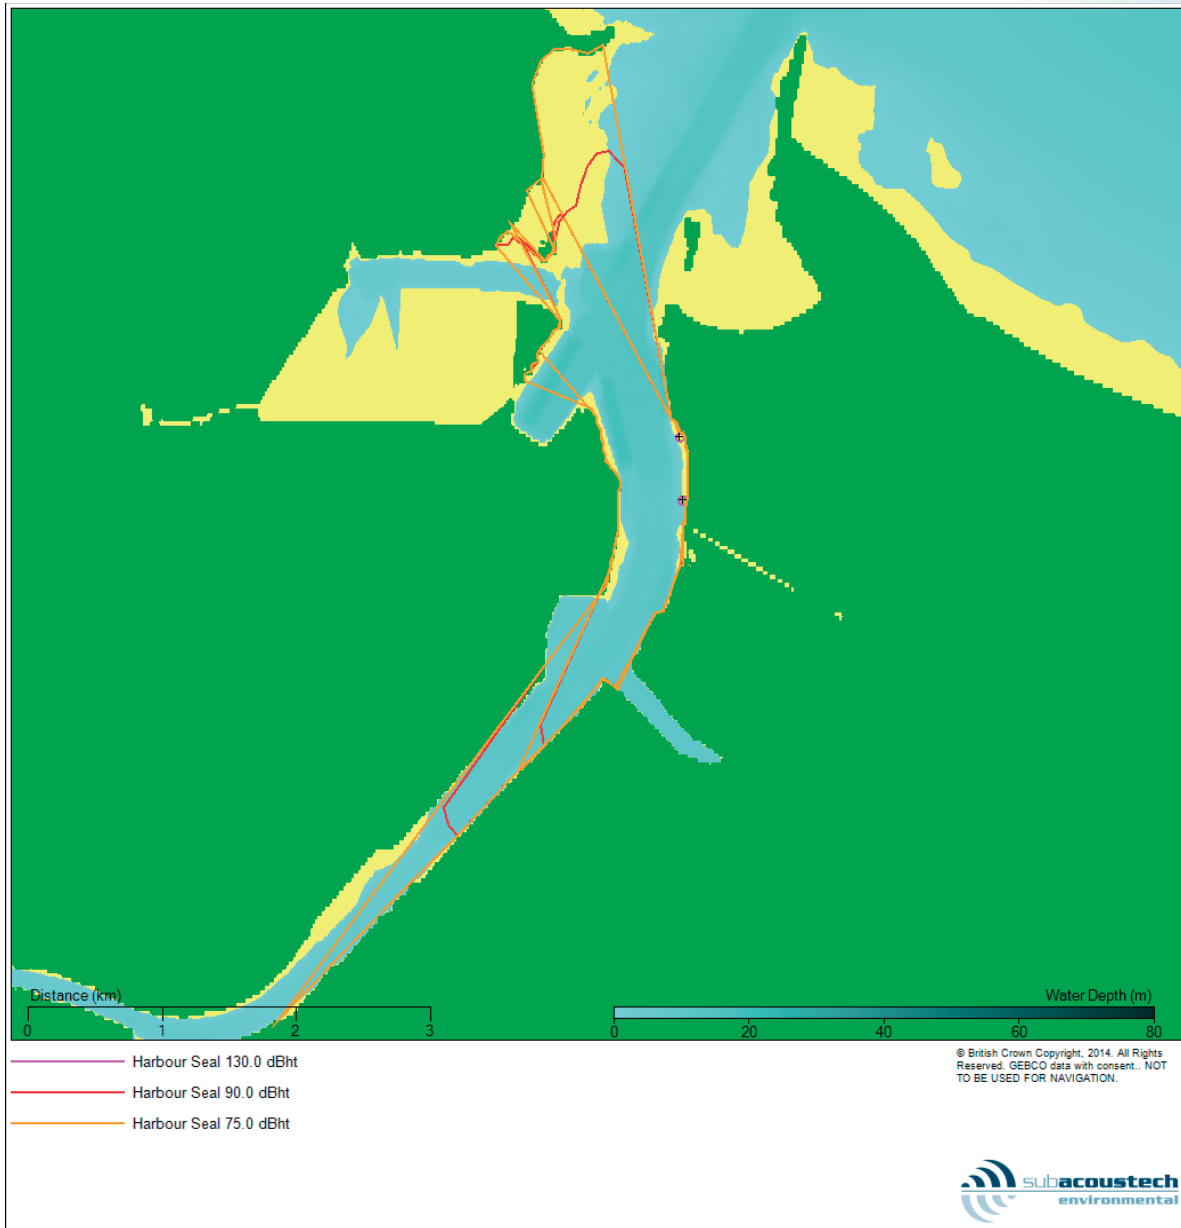 Distance (km)
0 1 2 3
Water Depth (m)
0 20 40 60 80
Harbour Seal 130.0 dBht
Harbour Seal 90.0 dBht
Harbour Seal 75.0 dBht
© British Crown Copyright, 2014. All Rights
Reserved. GEBCO data with consent.. NOT
TO BE USED FOR NAVIGATION.
subacoustech
environmental